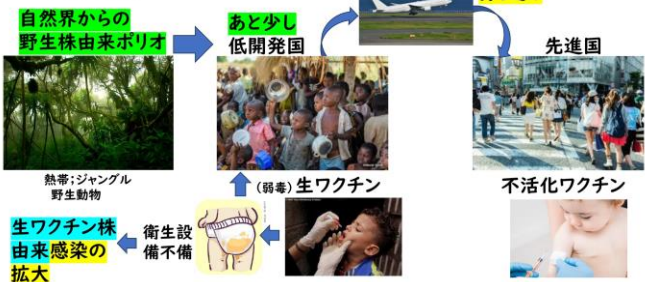 自然界からの
野生株由来ポリオ
あと少し
低開発国
先進国
熱帯;ジャングル
野生動物
(弱毒) 生ワクチン
不活化ワクチン
生ワクチン株
由来感染の
拡大
衛生設
備不備